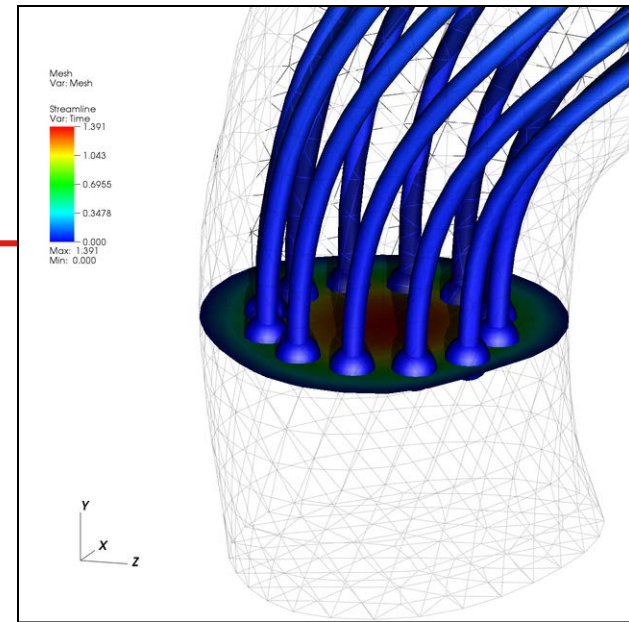 Mesh
Var: Mesh
Streamline
Var: Time
1.391
1.043
0.6955
0.3478
0.000
Max: 1.391
Min: 0.000
Y
X
Z